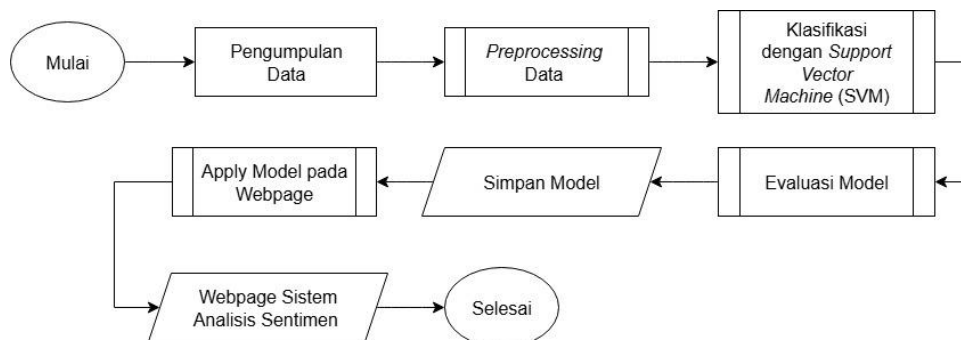 Mulai
Pengumpulan
Data
Preprocessing
Data
Klasifikasi
dengan Support
Vector
Machine (SVM)
Evaluasi Model
Simpan Model
Apply Model pada
Webpage
Webpage Sistem
Analisis Sentimen
Selesai